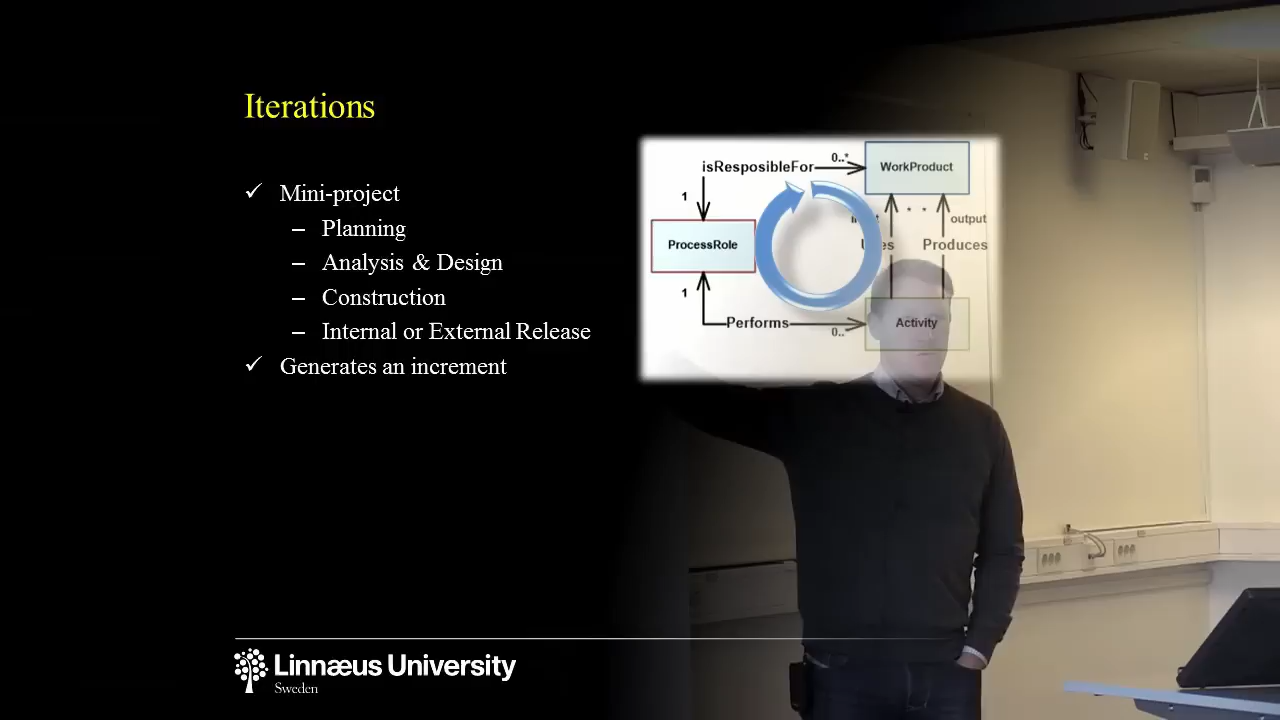 Iterations
✓ Mini-project
– Planning
– Analysis & Design
– Construction
– Internal or External Release
✓ Generates an increment
isResposibleFor
0..*
WorkProduct
1
* *
output
ProcessRole
Produces
1
Performs
0..
Activity
Linnæus University
Sweden